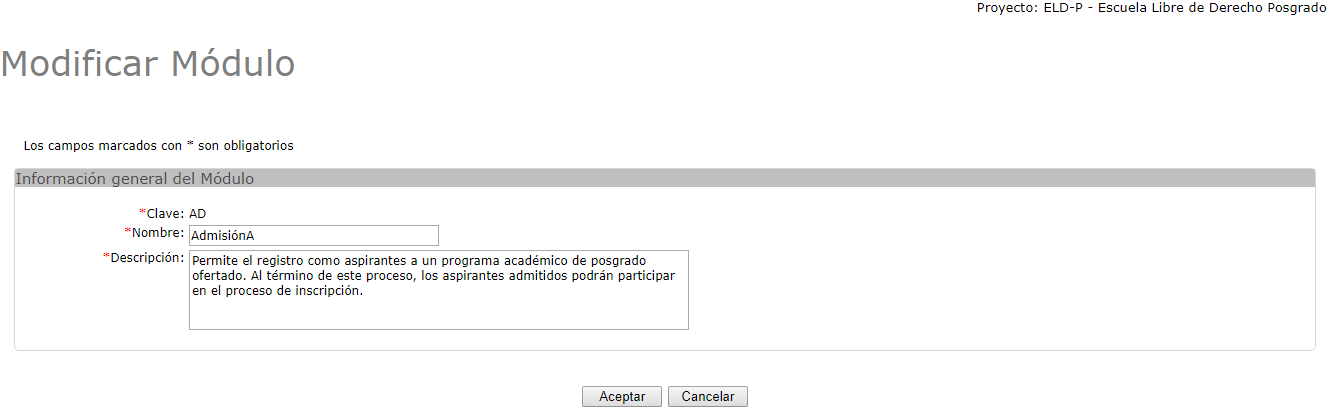 Proyecto: ELD-P - Escuela Libre de Derecho Posgrado
Modificar Módulo
Los campos marcados con * son obligatorios
Información general del Módulo
*Clave: AD
*Nombre: AdmisiónA
*Descripción: Permite el registro como aspirantes a un programa académico de posgrado
ofertado. Al término de este proceso, los aspirantes admitidos podrán participar
en el proceso de inscripción.
Aceptar Cancelar